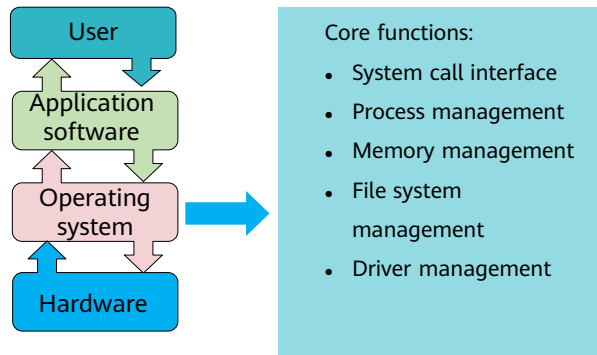 User
Application
software
Operating
system
Hardware
Core functions:
• System call interface
• Process management
• Memory management
• File system
management
• Driver management